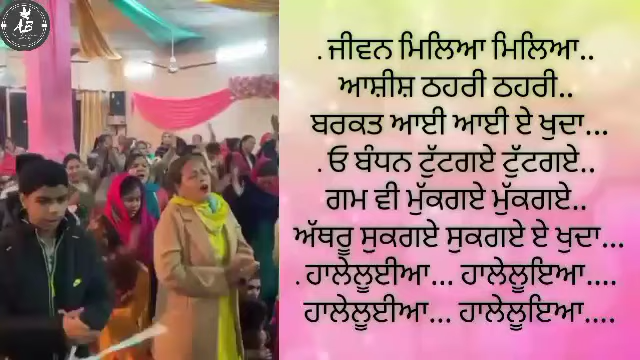 . ਜੀਵਨ ਮਿਲਿਆ ਮਿਲਿਆ..
ਆਸ਼ੀਸ਼ ਠਹਰੀ ਠਹਰੀ..
ਬਰਕਤ ਆਈ ਆਈ ਏ ਖੁਦਾ...
. ਓ ਬੰਧਨ ਟੁੱਟਗਏ ਟੁੱਟਗਏ..
ਗਮ ਵੀ ਮੁੱਕਗਏ ਮੁੱਕਗਏ..
ਅੱਥਰੂ ਸੁਕਗਏ ਸੁਕਗਏ ਏ ਖੁਦਾ...
. ਹਾਲੇਲੂਈਆ... ਹਾਲੇਲੂਇਆ....
ਹਾਲੇਲੂਈਆ... ਹਾਲੇਲੂਇਆ....